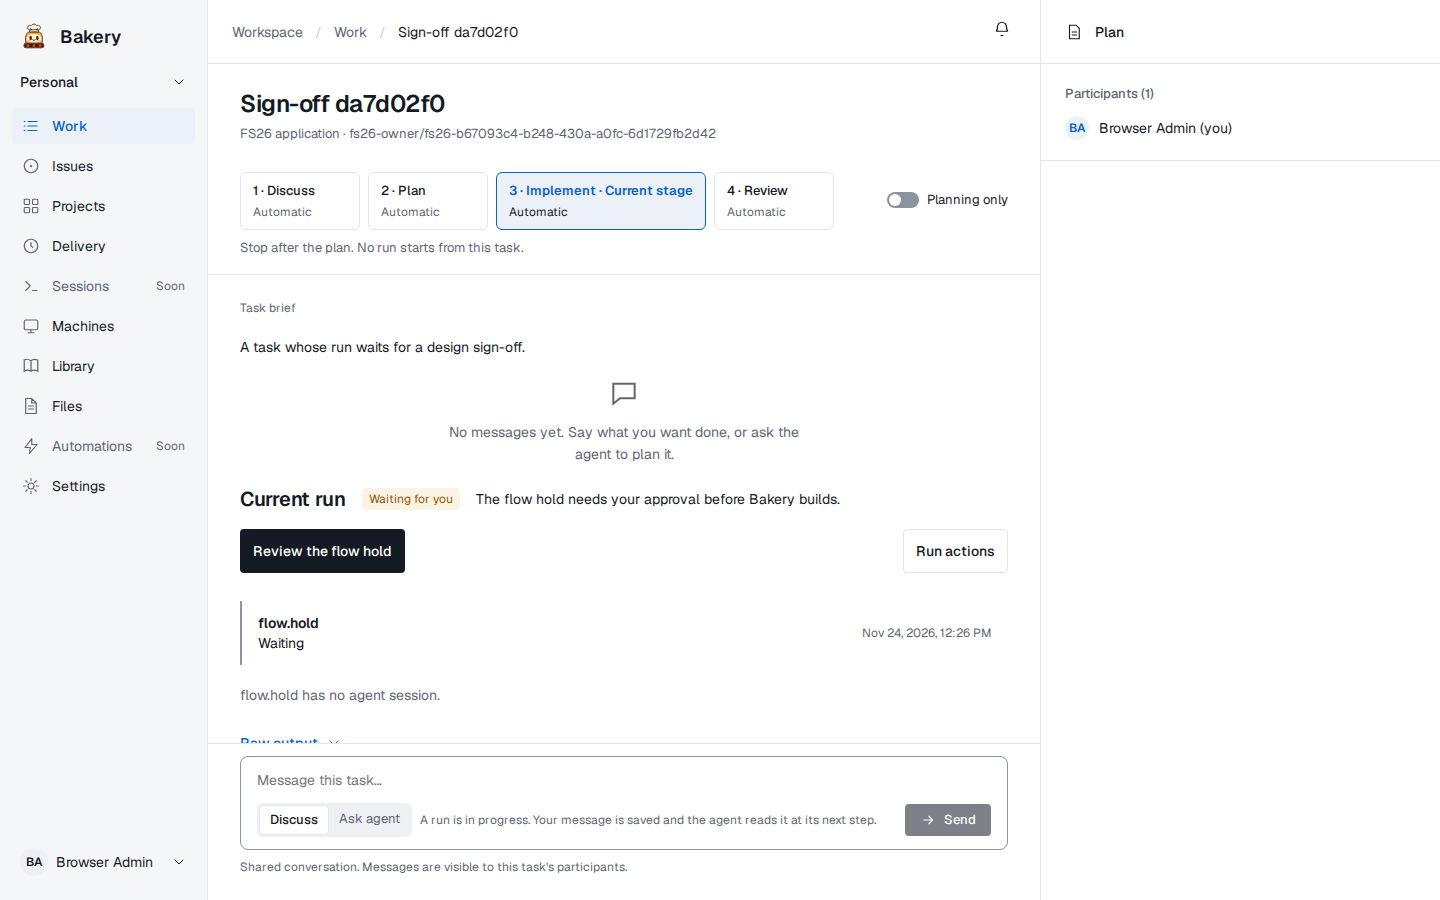 Bakery
Personal
Work
Issues
Projects
Delivery
Sessions Soon
Machines
Library
Files
Automations Soon
Settings
BA Browser Admin
Workspace / Work / Sign-off da7d02f0
Sign-off da7d02f0
FS26 application · fs26-owner/fs26-b67093c4-b248-430a-a0fc-6d1729fb2d42
1 · Discuss
Automatic
2 · Plan
Automatic
3 · Implement · Current stage
Automatic
4 · Review
Automatic
Planning only
Stop after the plan. No run starts from this task.
Task brief
A task whose run waits for a design sign-off.
No messages yet. Say what you want done, or ask the
agent to plan it.
Current run Waiting for you The flow hold needs your approval before Bakery builds.
Review the flow hold
Run actions
flow.hold
Waiting
Nov 24, 2026, 12:26 PM
flow.hold has no agent session.
Raw output
Message this task...
Discuss Ask agent A run is in progress. Your message is saved and the agent reads it at its next step. Send
Shared conversation. Messages are visible to this task's participants.
Plan
Participants (1)
BA Browser Admin (you)